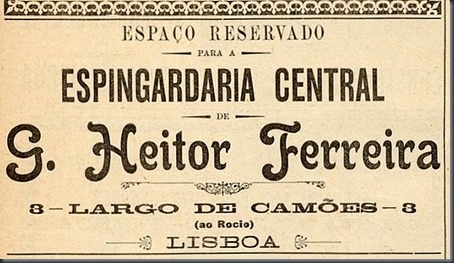 ESPAÇO RESERVADO
PARA A
ESPINGARDARIA CENTRAL
DE
G. Heitor Ferreira
3-LARGO DE CAMÕES-3
(ao Rocio)
LISBOA